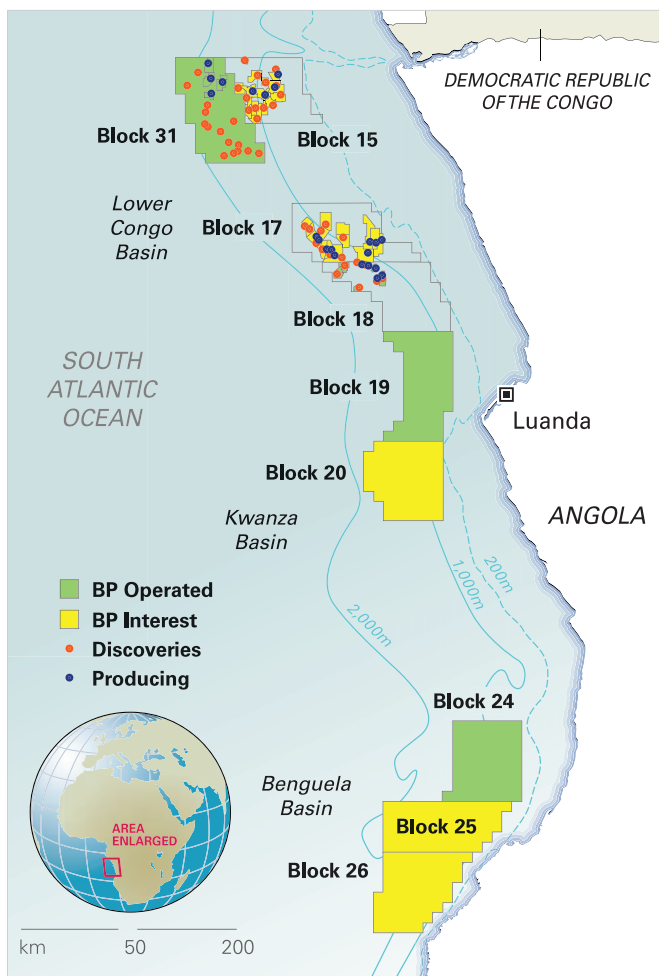 DEMOCRATIC REPUBLIC
OF THE CONGO
Block 31
Block 15
Lower
Congo
Basin
Block 17
Block 18
SOUTH
ATLANTIC
OCEAN
Block 19
Luanda
Block 20
Kwanza
Basin
ANGOLA
BP Operated
BP Interest
Discoveries
Producing
2,000m
1,000m
200m
Block 24
Benguela
Basin
Block 25
Block 26
AREA
ENLARGED
km 50 200